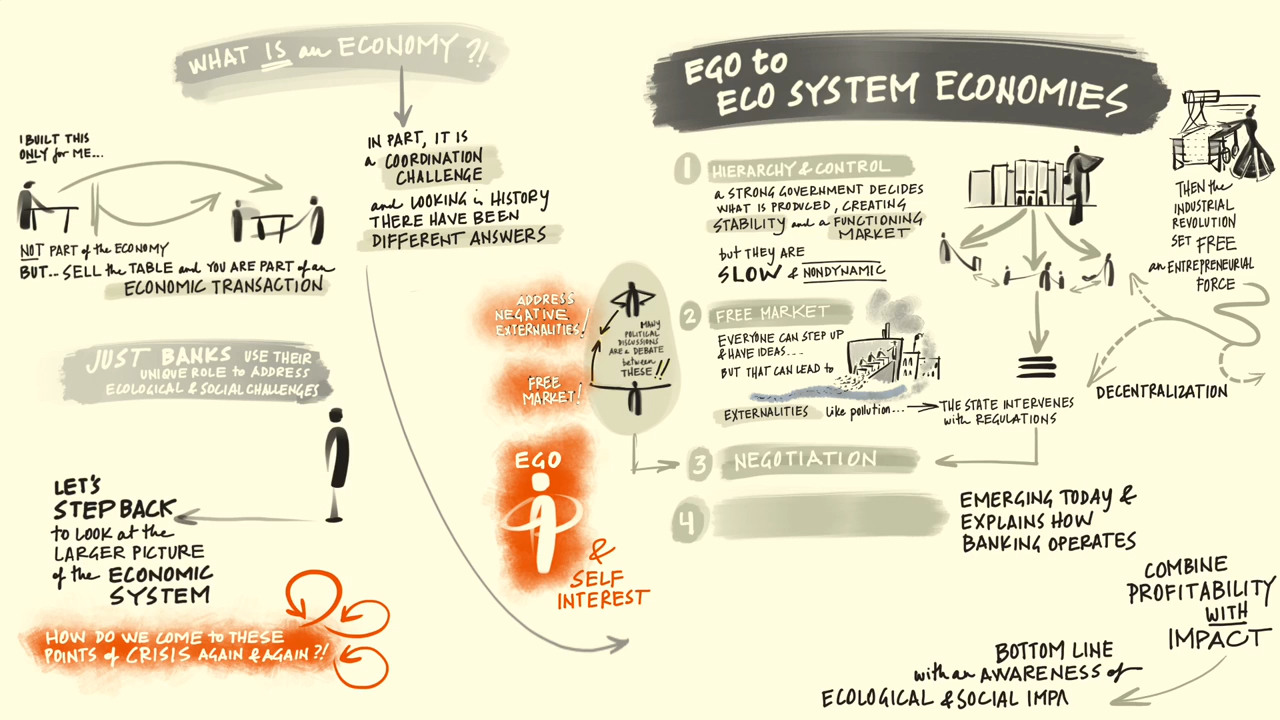 WHAT IS an ECONOMY?!
I BUILT THIS
ONLY for ME...
NOT PART of the ECONOMY
BUT... SELL the TABLE and YOU ARE PART of an
ECONOMIC TRANSACTION
IN PART, IT IS
a COORDINATION
CHALLENGE
and LOOKING in HISTORY
THERE HAVE BEEN
DIFFERENT ANSWERS
JUST BANKS USE THEIR
UNIQUE ROLE to ADDRESS
ECOLOGICAL & SOCIAL CHALLENGES
LET'S
STEP BACK
to LOOK at the
LARGER PICTURE
of the ECONOMIC
SYSTEM
HOW DO WE COME to THESE
POINTS of CRISIS AGAIN & AGAIN?!
ADDRESS
NEGATIVE
EXTERNALITIES!
FREE
MARKET!
MANY
POLITICAL
DISCUSSIONS
ARE a DEBATE
between
THESE!!
EGO
&
SELF
INTEREST
EGO to
ECO SYSTEM ECONOMIES
1 HIERARCHY & CONTROL
a STRONG GOVERNMENT DECIDES
WHAT IS PRODUCED, CREATING
STABILITY and a FUNCTIONING
MARKET
but THEY ARE
SLOW & NONDYNAMIC
2 FREE MARKET
EVERYONE CAN STEP UP
& HAVE IDEAS...
BUT THAT CAN LEAD to
EXTERNALITIES like pollution...
THE STATE INTERVENES
with REGULATIONS
THEN the
INDUSTRIAL
REVOLUTION
SET FREE
an ENTREPRENEURIAL
FORCE
DECENTRALIZATION
3 NEGOTIATION
4
EMERGING TODAY &
EXPLAINS HOW
BANKING OPERATES
COMBINE
PROFITABILITY
WITH
IMPACT
BOTTOM LINE
with an AWARENESS of
ECOLOGICAL & SOCIAL IMPA